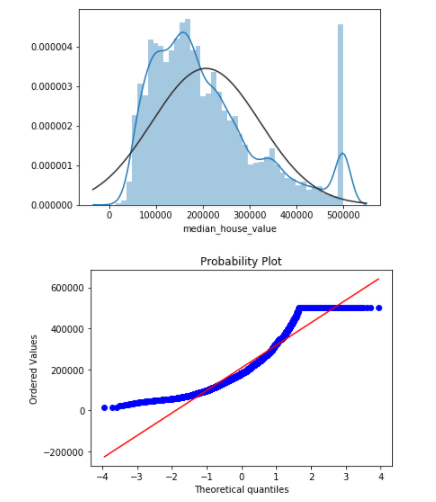 0.000004
0.000003
0.000002
0.000001
0.000000
0 100000 200000 300000 400000 500000
median_house_value
Probability Plot
600000
400000
200000
0
−200000
Ordered Values
−4 −3 −2 −1 0 1 2 3 4
Theoretical quantiles